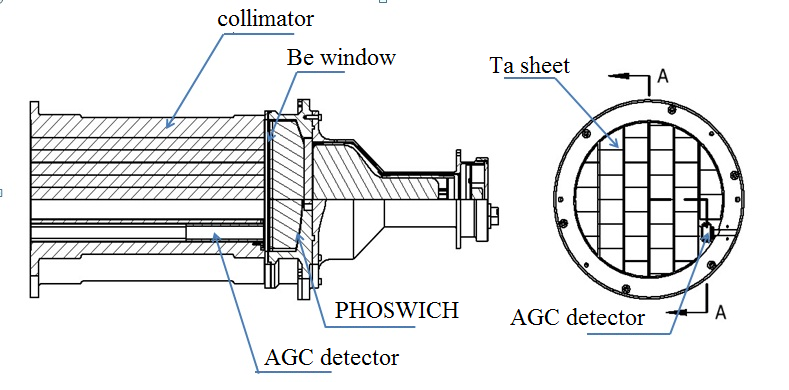 collimator
Be window
Ta sheet
A
PHOSWICH
AGC detector
A
AGC detector